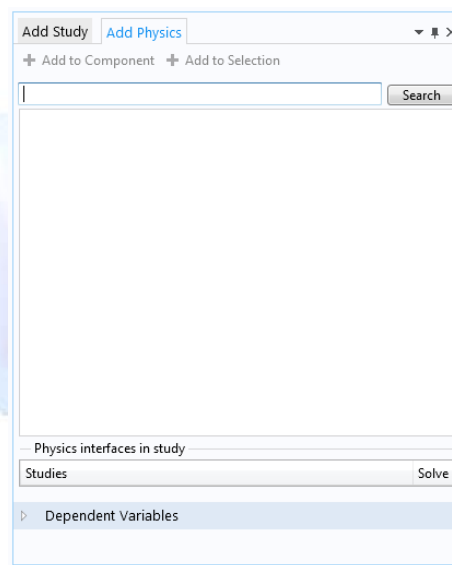 Add Study Add Physics
Add to Component Add to Selection
Search
Physics interfaces in study
Studies Solve
Dependent Variables